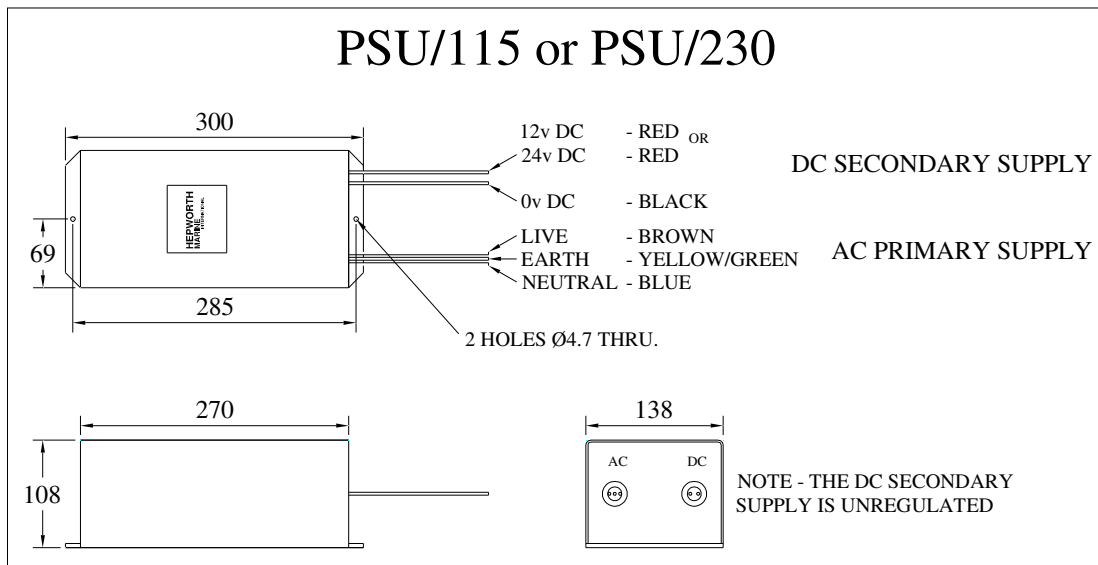 PSU/115 or PSU/230
300
12v DC - RED OR
24v DC - RED
DC SECONDARY SUPPLY
0v DC - BLACK
HEPWORTH
MARINE
INTERNATIONAL
LIVE - BROWN
69
EARTH - YELLOW/GREEN
AC PRIMARY SUPPLY
NEUTRAL - BLUE
285
2 HOLES Ø4.7 THRU.
270
138
108
AC DC
NOTE - THE DC SECONDARY
SUPPLY IS UNREGULATED